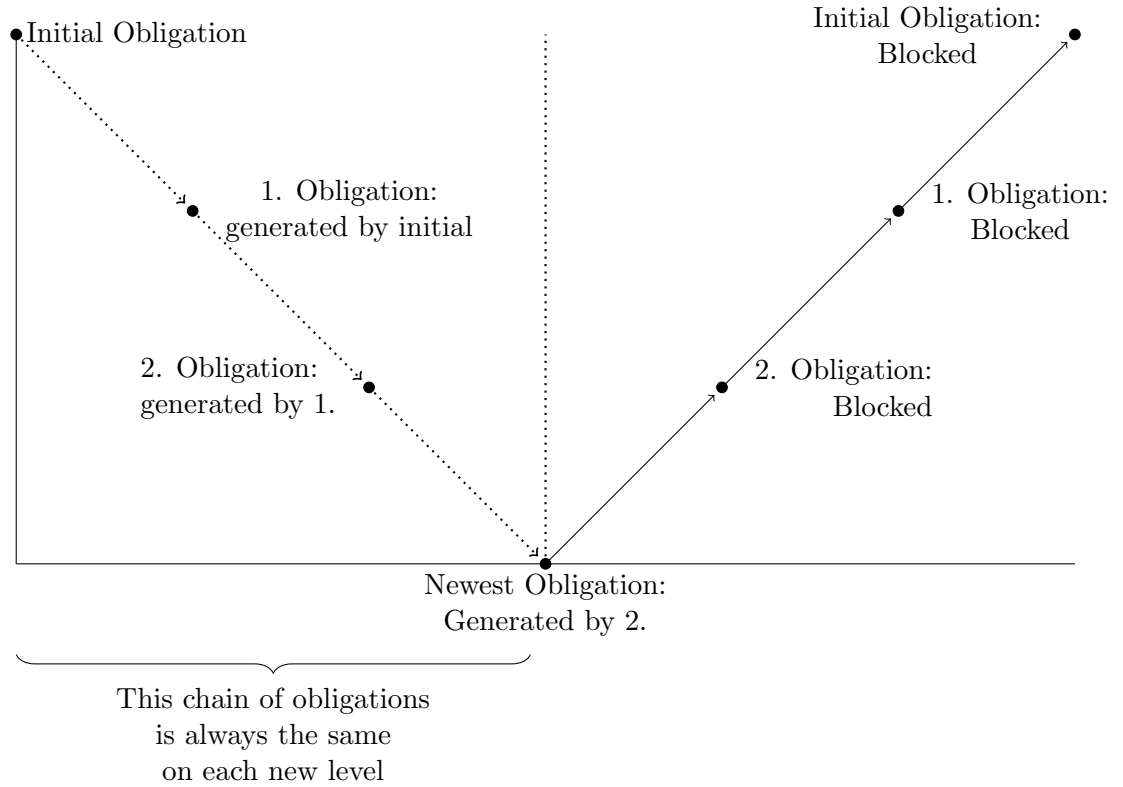 Initial Obligation
Initial Obligation:
Blocked
1. Obligation:
generated by initial
1. Obligation:
Blocked
2. Obligation:
generated by 1.
2. Obligation:
Blocked
Newest Obligation:
Generated by 2.
This chain of obligations
is always the same
on each new level